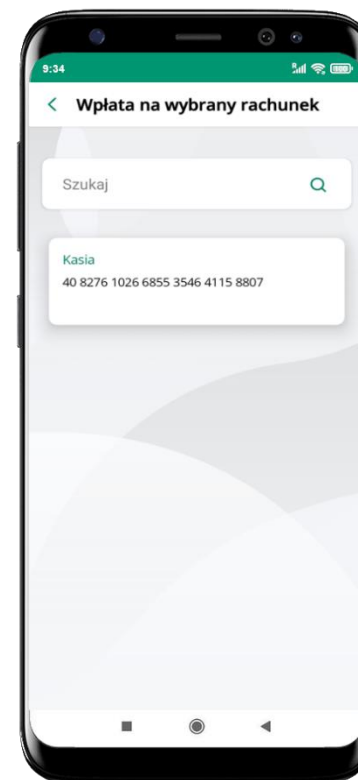 9:34
Wpłata na wybrany rachunek
Szukaj
Kasia
40 8276 1026 6855 3546 4115 8807